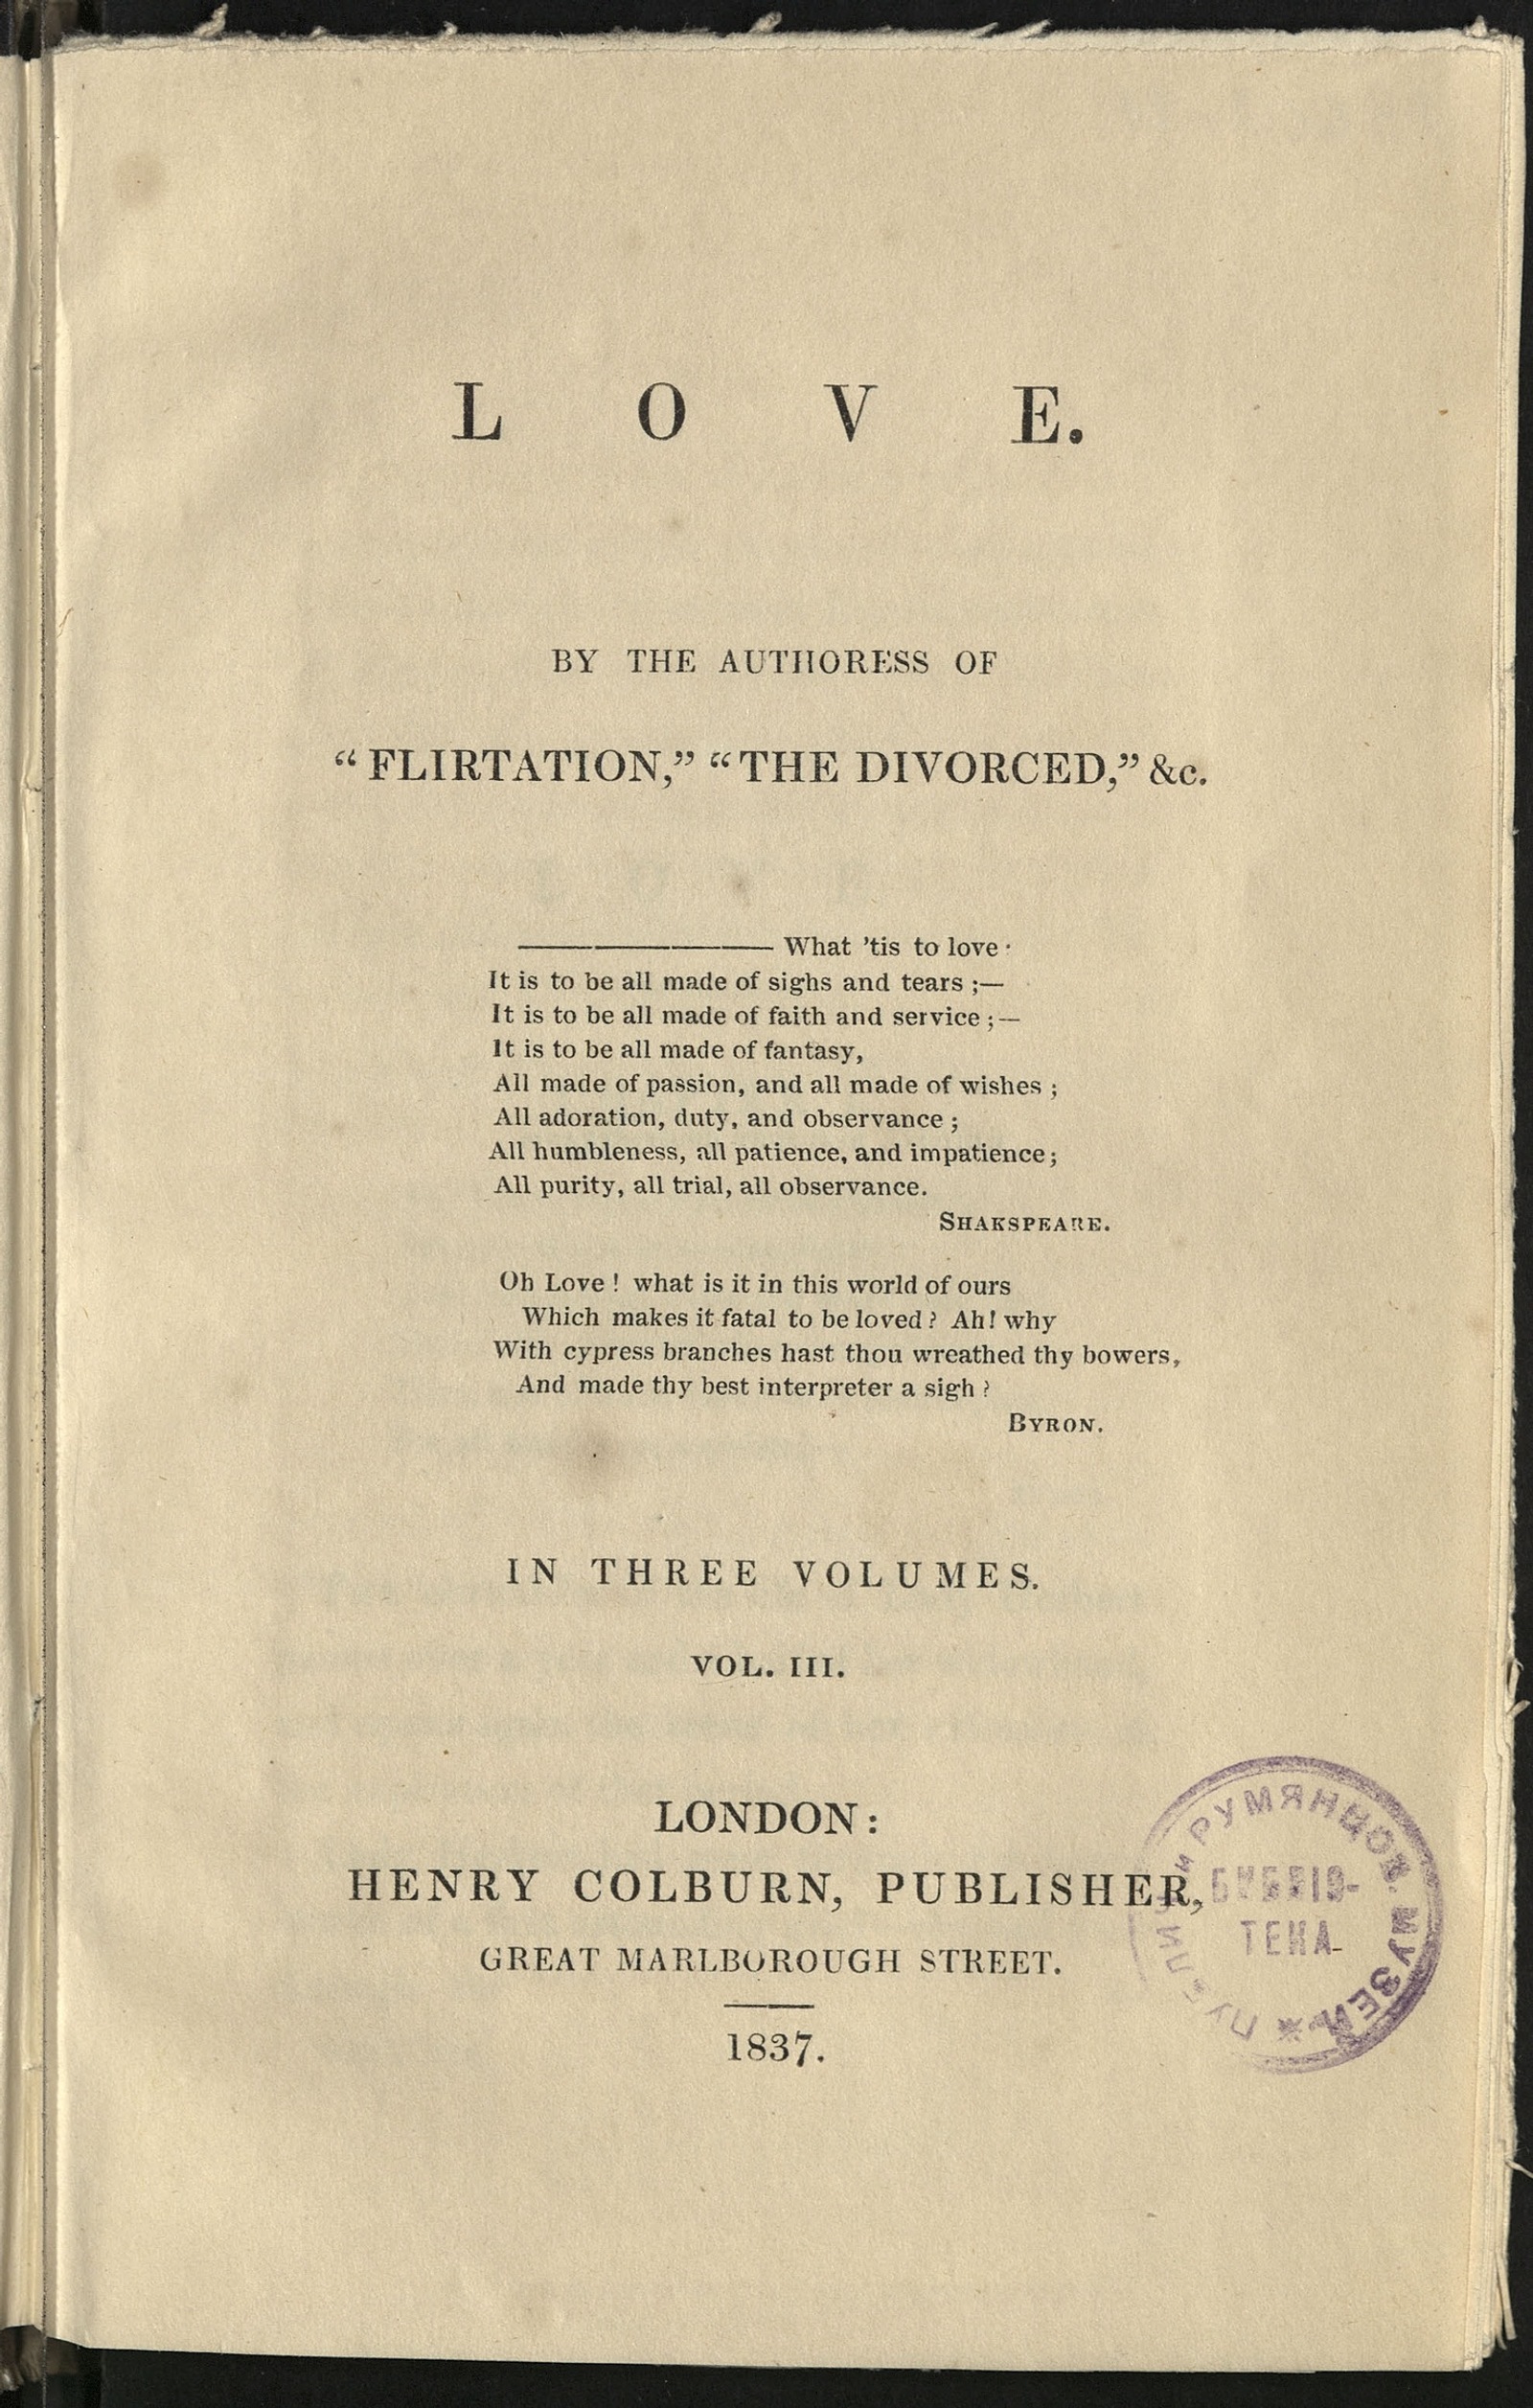 L O V E.
BY THE AUTHORESS OF
“FLIRTATION,” “THE DIVORCED,” &c.
——— What ’tis to love·
It is to be all made of sighs and tears ;—
It is to be all made of faith and service ;—
It is to be all made of fantasy,
All made of passion, and all made of wishes ;
All adoration, duty, and observance ;
All humbleness, all patience, and impatience ;
All purity, all trial, all observance.
SHAKSPEARE.
Oh Love ! what is it in this world of ours
Which makes it fatal to be loved ? Ah! why
With cypress branches hast thou wreathed thy bowers,
And made thy best interpreter a sigh ?
BYRON.
IN THREE VOLUMES.
VOL. III.
LONDON:
HENRY COLBURN, PUBLISHER,
GREAT MARLBOROUGH STREET.
1837.
И РУМЯНЦОВ. МУЗЕЙ
БИБЛІО-
ТЕКА